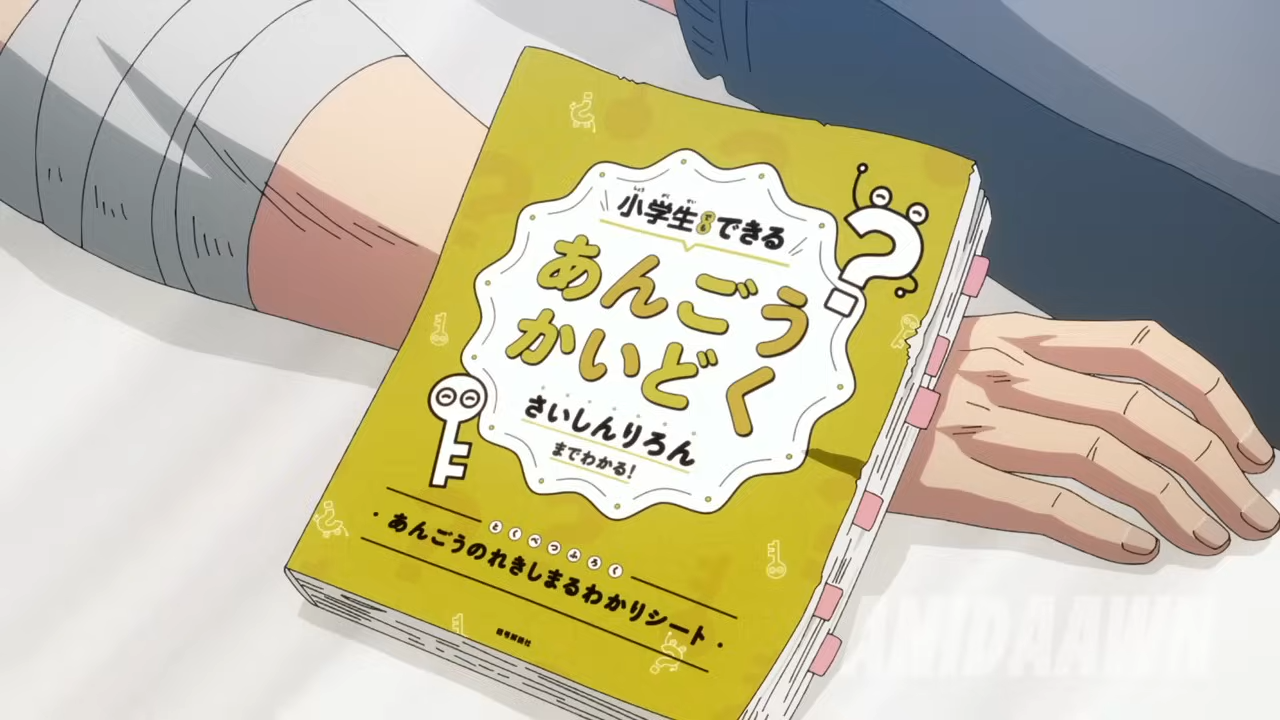 小学生でもできる
あんごう
かいどく
さいしんりろん
までわかる!
とくべつふろく
・あんごうのれきしまるわかりシート・